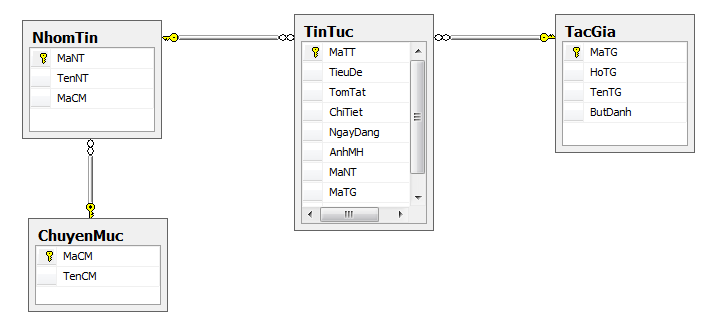 NhomTin
MaNT
TenNT
MaCM
TinTuc
MaTT
TieuDe
TomTat
ChiTiet
NgayDang
AnhMH
MaNT
MaTG
TacGia
MaTG
HoTG
TenTG
ButDanh
ChuyenMuc
MaCM
TenCM